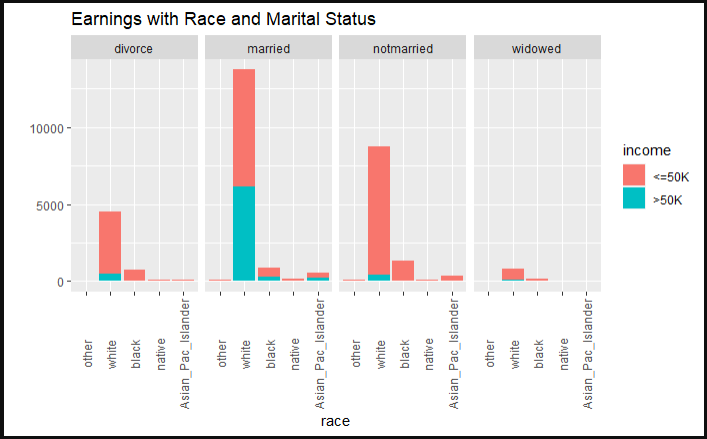 Earnings with Race and Marital Status
divorce married notmarried widowed
10000
5000
0
income
<=50K
>50K
other white black native Asian_Pac_Islander other white black native Asian_Pac_Islander other white black native Asian_Pac_Islander other white black native Asian_Pac_Islander
race